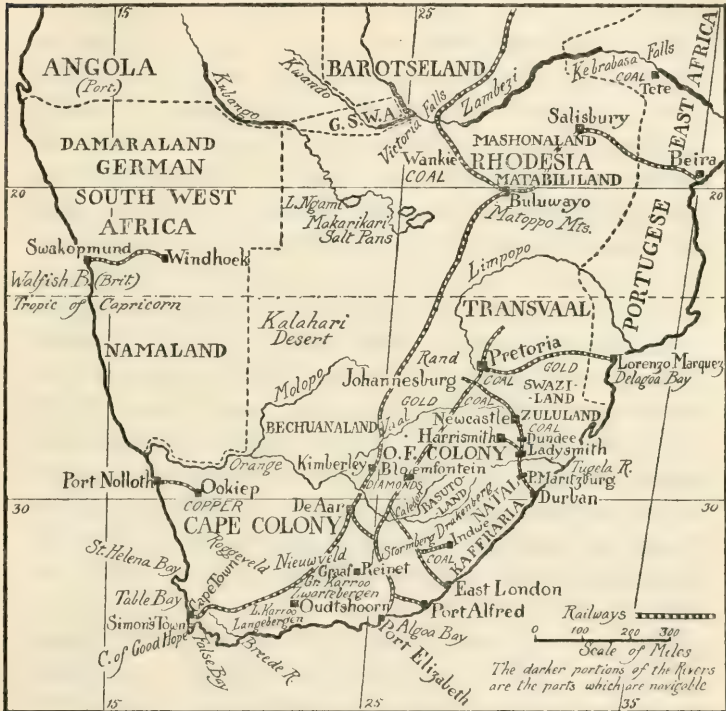 15
25
ANGOLA
(Port.)
Kubango
Kwando
BAROTSELAND
Zambezi
Kebrabasa Falls
COAL
Tete
EAST AFRICA
G.S.W.A.
Victoria Falls
Salisbury
DAMARALAND
GERMAN
SOUTH WEST
AFRICA
MASHONALAND
Wankie
COAL
RHODESIA
MATABILILAND
Beira
20
20
L. Ngami
Makarikari
Salt Pans
Buluwayo
Matoppo Mts.
Swakopmund
Windhoek
Walfish B. (Brit.)
Tropic of Capricorn
Limpopo
PORTUGESE
TRANSVAAL
Kalahari
Desert
NAMALAND
Rand
Pretoria
GOLD
Lorenzo Marquez
Delagoa Bay
Molopo
Johannesburg
COAL
SWAZI-
LAND
GOLD
COAL
BECHUANALAND
Vaal
Newcastle
ZULULAND
COAL
Harrismith
Dundee
Orange
O.F. COLONY
Ladysmith
Kimberley
Bloemfontein
Tugela R.
Port Nolloth
DIAMONDS
P. Maritzburg
Ookiep
COPPER
Caledon
BASUTO-
LAND
NATAL
Durban
30
30
De Aar
CAPE COLONY
Drakenberg
Stormberg
Indwe
COAL
KAFFRARIA
St. Helena Bay
Roggeveld
Nieuwveld
Graaf Reinet
Gt. Karroo
Zwartebergen
Table Bay
Cape Town
L. Karroo
Oudtshoorn
East London
Langebergen
Port Alfred
Simon's Town
C. of Good Hope
False Bay
Breede R.
Algoa Bay
Port Elizabeth
Railways
0 100 200 300
Scale of Miles
The darker portions of the Rivers
are the parts which are navigable
15
25
35